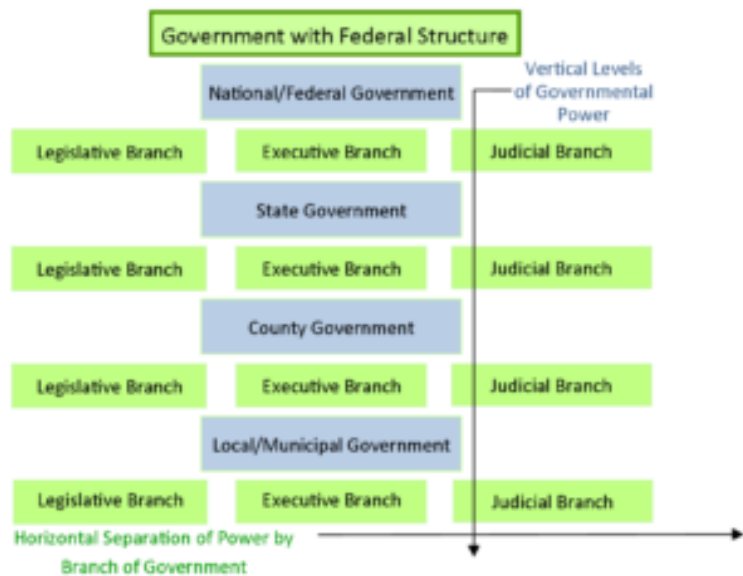 Government with Federal Structure
Vertical Levels
of Governmental
Power
National/Federal Government
Legislative Branch
Executive Branch
Judicial Branch
State Government
Legislative Branch
Executive Branch
Judicial Branch
County Government
Legislative Branch
Executive Branch
Judicial Branch
Local/Municipal Government
Legislative Branch
Executive Branch
Judicial Branch
Horizontal Separation of Power by
Branch of Government